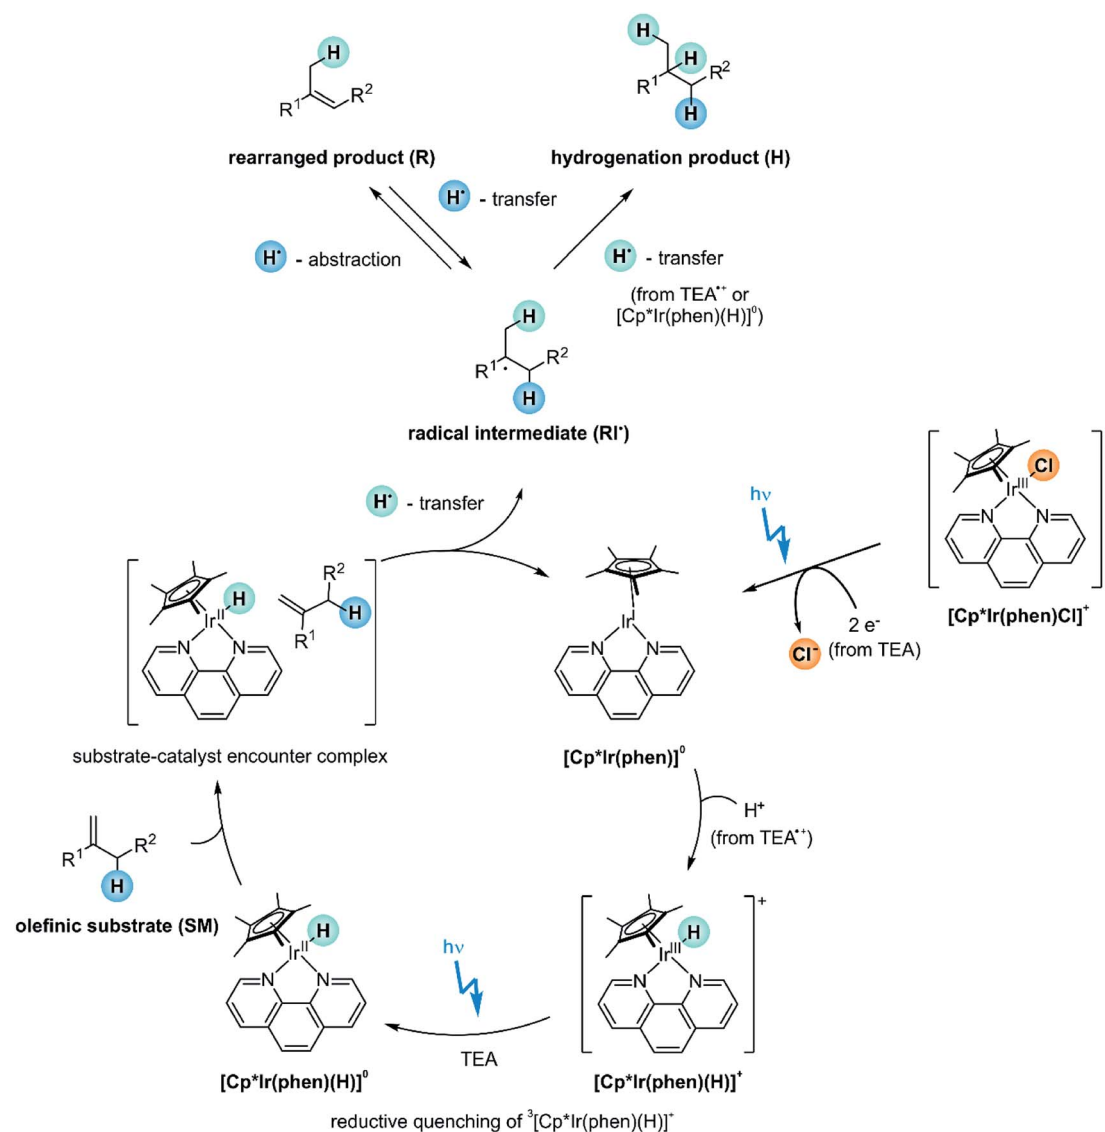 H
H
H
R¹
R²
R¹
R²
H
rearranged product (R)
hydrogenation product (H)
H• - transfer
H• - abstraction
H• - transfer
(from TEA•+ or
[Cp*Ir(phen)(H)]⁰)
H
R¹
R²
•
H
radical intermediate (RI•)
H• - transfer
hν
Cl
Irᴵᴵᴵ
N
N
[Cp*Ir(phen)Cl]⁺
2 e⁻
(from TEA)
Cl⁻
R²
H
H
Irᴵᴵ
R¹
N
N
substrate-catalyst encounter complex
Ir
N
N
[Cp*Ir(phen)]⁰
H⁺
(from TEA•+)
R¹
R²
H
olefinic substrate (SM)
H
Irᴵᴵ
N
N
[Cp*Ir(phen)(H)]⁰
hν
TEA
+
H
Irᴵᴵᴵ
N
N
[Cp*Ir(phen)(H)]⁺
reductive quenching of ³[Cp*Ir(phen)(H)]⁺